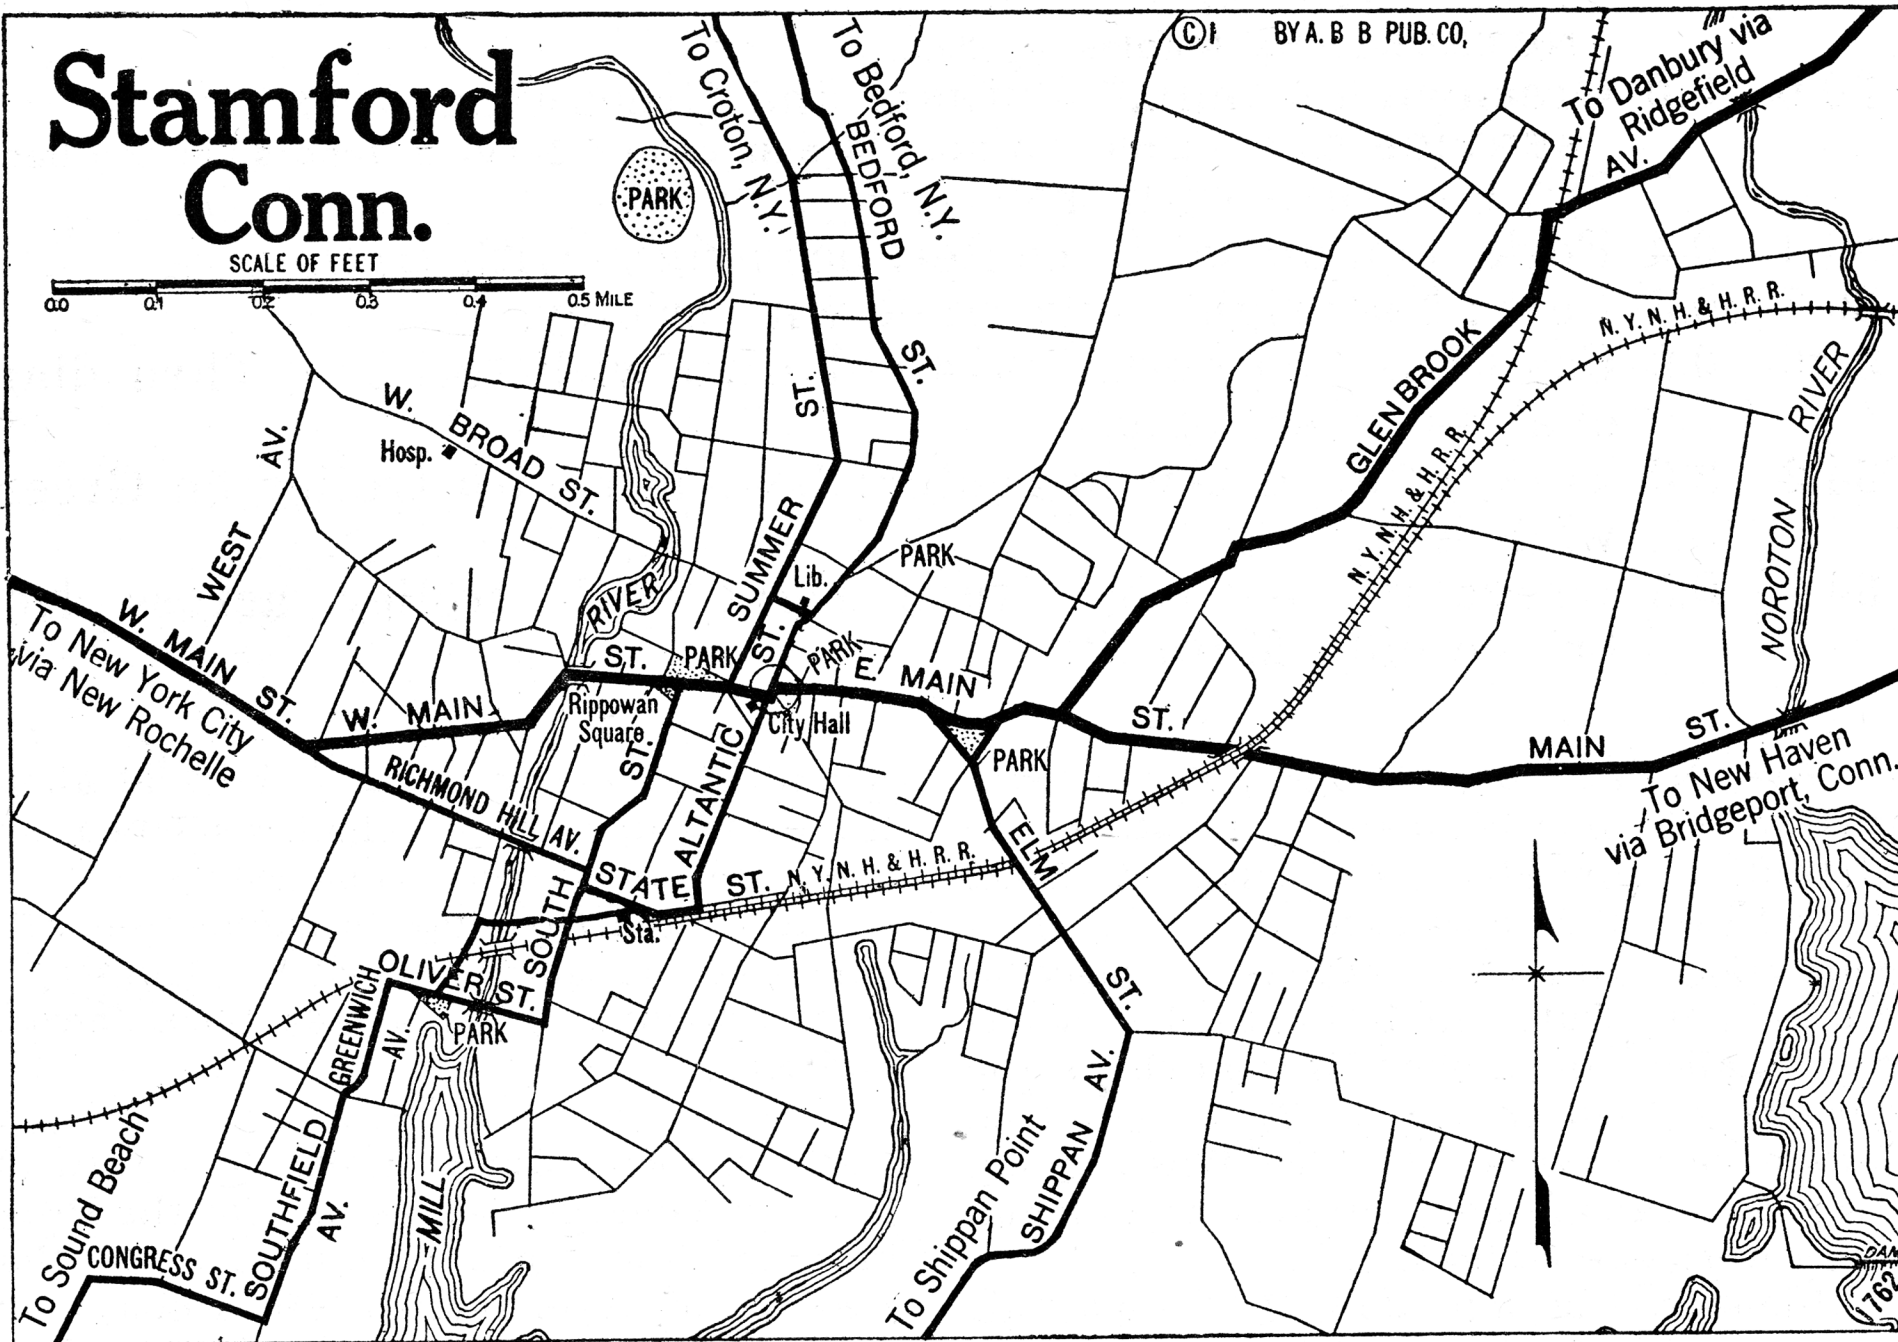 Stamford
Conn.
SCALE OF FEET
0.0 0.1 0.2 0.3 0.4 0.5 MILE
© 1 BY A. B B PUB. CO,
To Croton, N.Y.
To Bedford, N.Y.
BEDFORD
ST.
To Danbury via
Ridgefield
AV.
PARK
N. Y. N. H. & H. R. R.
GLENBROOK
N. Y. N. H. & H. R. R.
N. Y. N. H. & H. R. R.
RIVER
NOROTON
W. BROAD ST.
Hosp.
WEST AV.
ST.
SUMMER
Lib.
PARK
RIVER
W. MAIN ST.
To New York City
via New Rochelle
ST.
PARK
ST.
PARK
E. MAIN
ST.
MAIN
ST.
To New Haven
via Bridgeport, Conn.
W. MAIN
Rippowan
Square
City Hall
PARK
ST.
ALTANTIC
RICHMOND HILL AV.
STATE ST.
N. Y. N. H. & H. R. R.
ELM
ST.
SOUTH
Sta.
OLIVER ST.
PARK
GREENWICH
AV.
SOUTHFIELD
AV.
MILL
CONGRESS ST.
To Sound Beach
SHIPPAN AV.
To Shippan Point
DAN
762